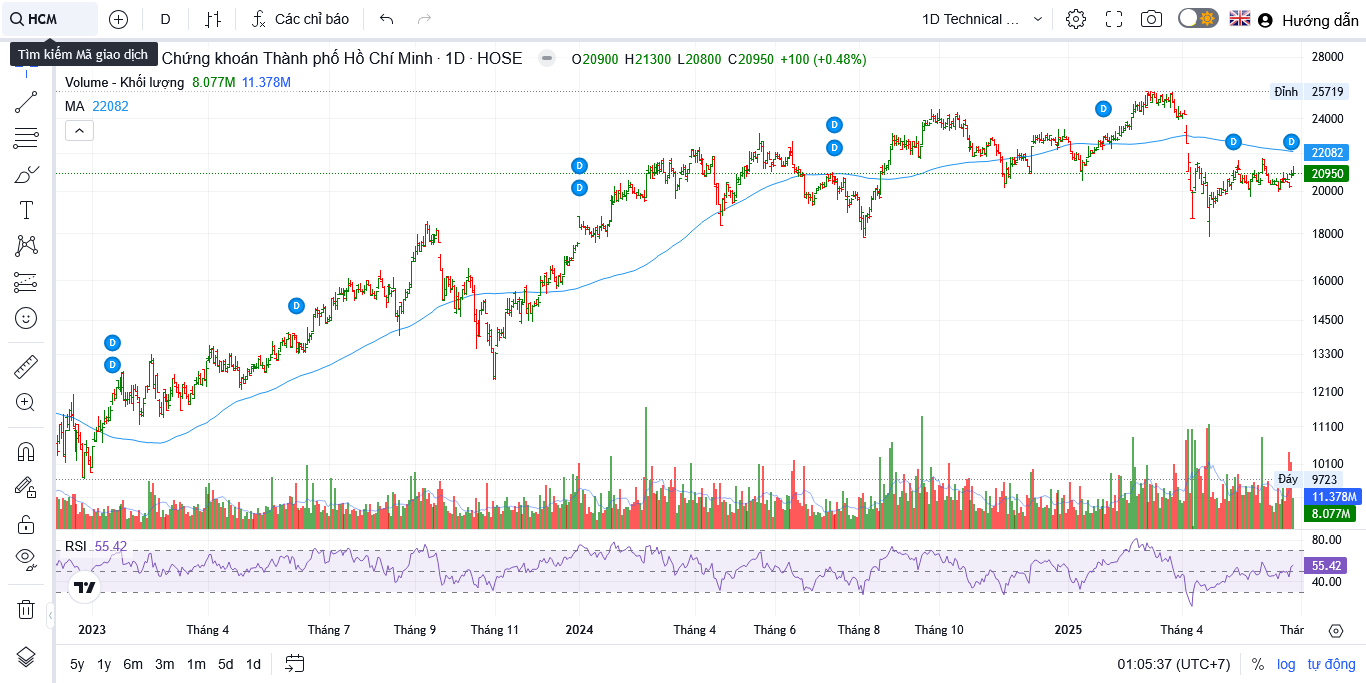 HCM D Các chỉ báo 1D Technical ... Hướng dẫn
Tìm kiếm Mã giao dịch
Chứng khoán Thành phố Hồ Chí Minh · 1D · HOSE O20900 H21300 L20800 C20950 +100 (+0.48%)
Volume - Khối lượng 8.077M 11.378M
MA 22082
28000
Đỉnh 25719
24000
22082
20950
20000
18000
16000
14500
13300
12100
11100
10100
Đáy 9723
11.378M
8.077M
D
D
D
D
D
D
D
D
D
D
RSI 55.42
80.00
55.42
40.00
2023 Tháng 4 Tháng 7 Tháng 9 Tháng 11 2024 Tháng 4 Tháng 6 Tháng 8 Tháng 10 2025 Tháng 4 Thár
5y 1y 6m 3m 1m 5d 1d 01:05:37 (UTC+7) % log tự động